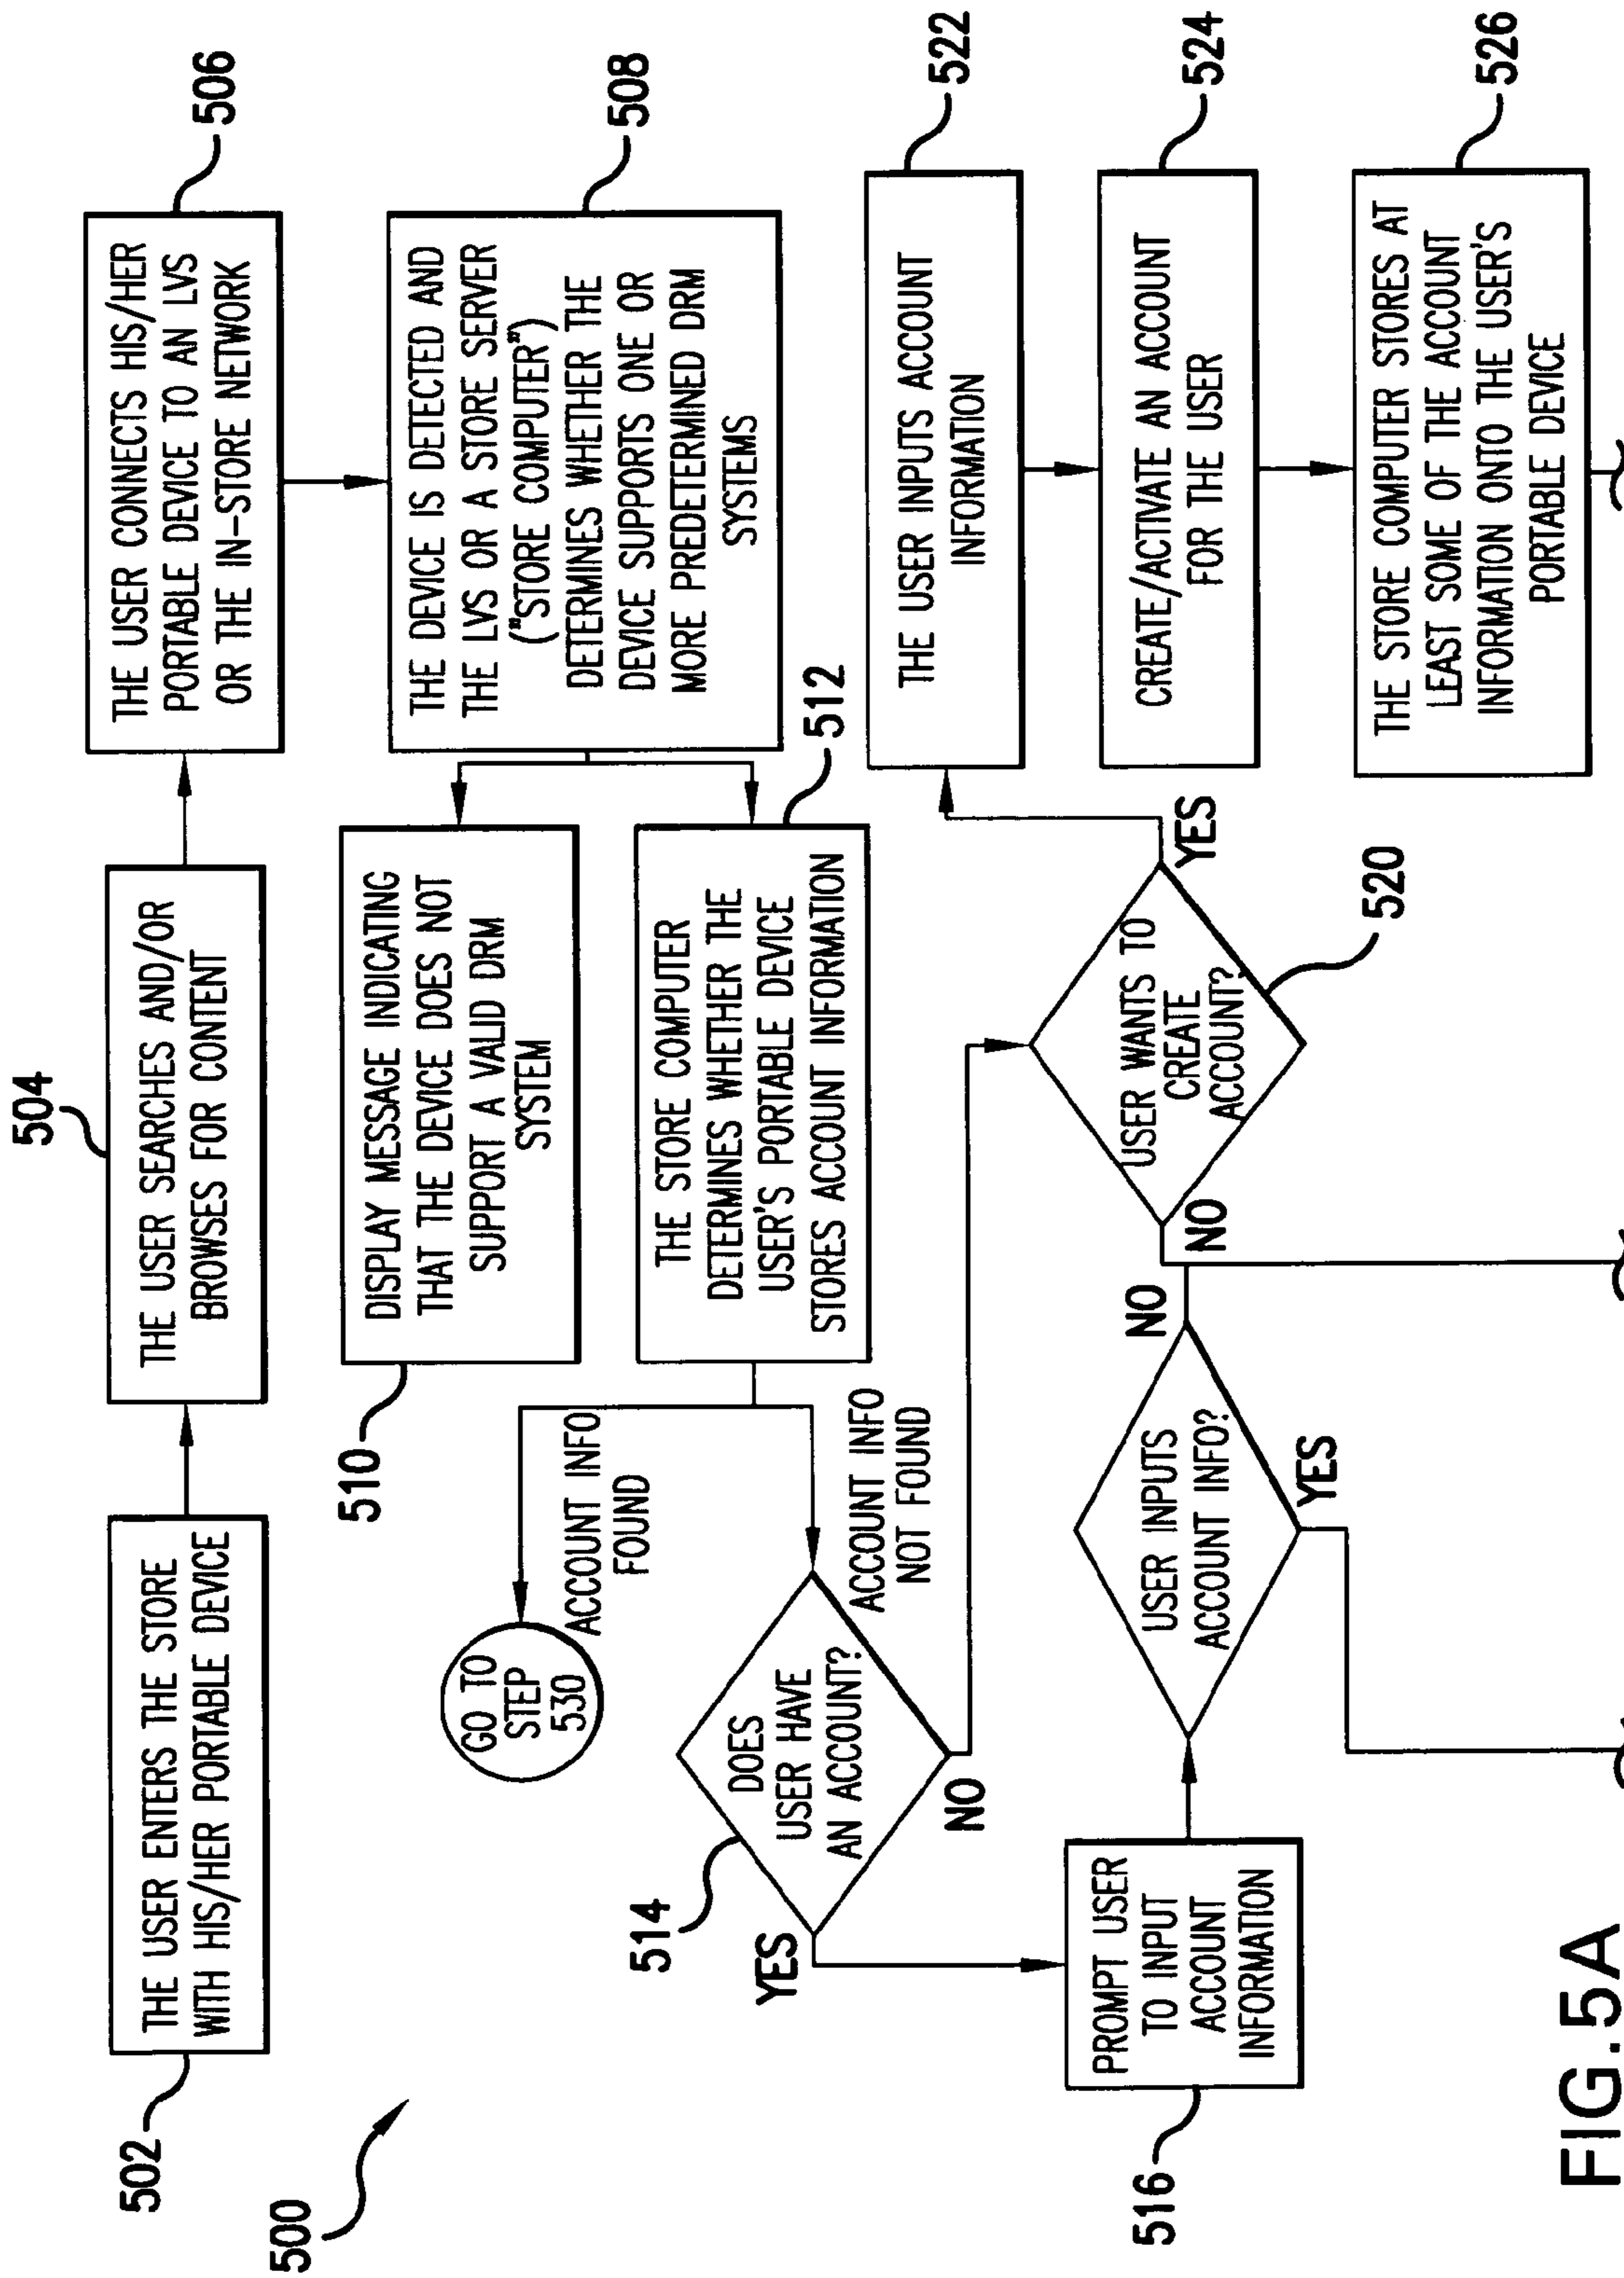 500
502
THE USER ENTERS THE STORE
WITH HIS/HER PORTABLE DEVICE
504
THE USER SEARCHES AND/OR
BROWSES FOR CONTENT
506
THE USER CONNECTS HIS/HER
PORTABLE DEVICE TO AN LVS
OR THE IN-STORE NETWORK
508
THE DEVICE IS DETECTED AND
THE LVS OR A STORE SERVER
("STORE COMPUTER")
DETERMINES WHETHER THE
DEVICE SUPPORTS ONE OR
MORE PREDETERMINED DRM
SYSTEMS
510
DISPLAY MESSAGE INDICATING
THAT THE DEVICE DOES NOT
SUPPORT A VALID DRM
SYSTEM
512
THE STORE COMPUTER
DETERMINES WHETHER THE
USER'S PORTABLE DEVICE
STORES ACCOUNT INFORMATION
GO TO
STEP
530
ACCOUNT INFO
FOUND
ACCOUNT INFO
NOT FOUND
514
DOES
USER HAVE
AN ACCOUNT?
YES
NO
516
PROMPT USER
TO INPUT
ACCOUNT
INFORMATION
USER INPUTS
ACCOUNT INFO?
NO
YES
520
USER WANTS TO
CREATE
ACCOUNT?
NO
YES
522
THE USER INPUTS ACCOUNT
INFORMATION
524
CREATE/ACTIVATE AN ACCOUNT
FOR THE USER
526
THE STORE COMPUTER STORES AT
LEAST SOME OF THE ACCOUNT
INFORMATION ONTO THE USER'S
PORTABLE DEVICE
FIG.5A